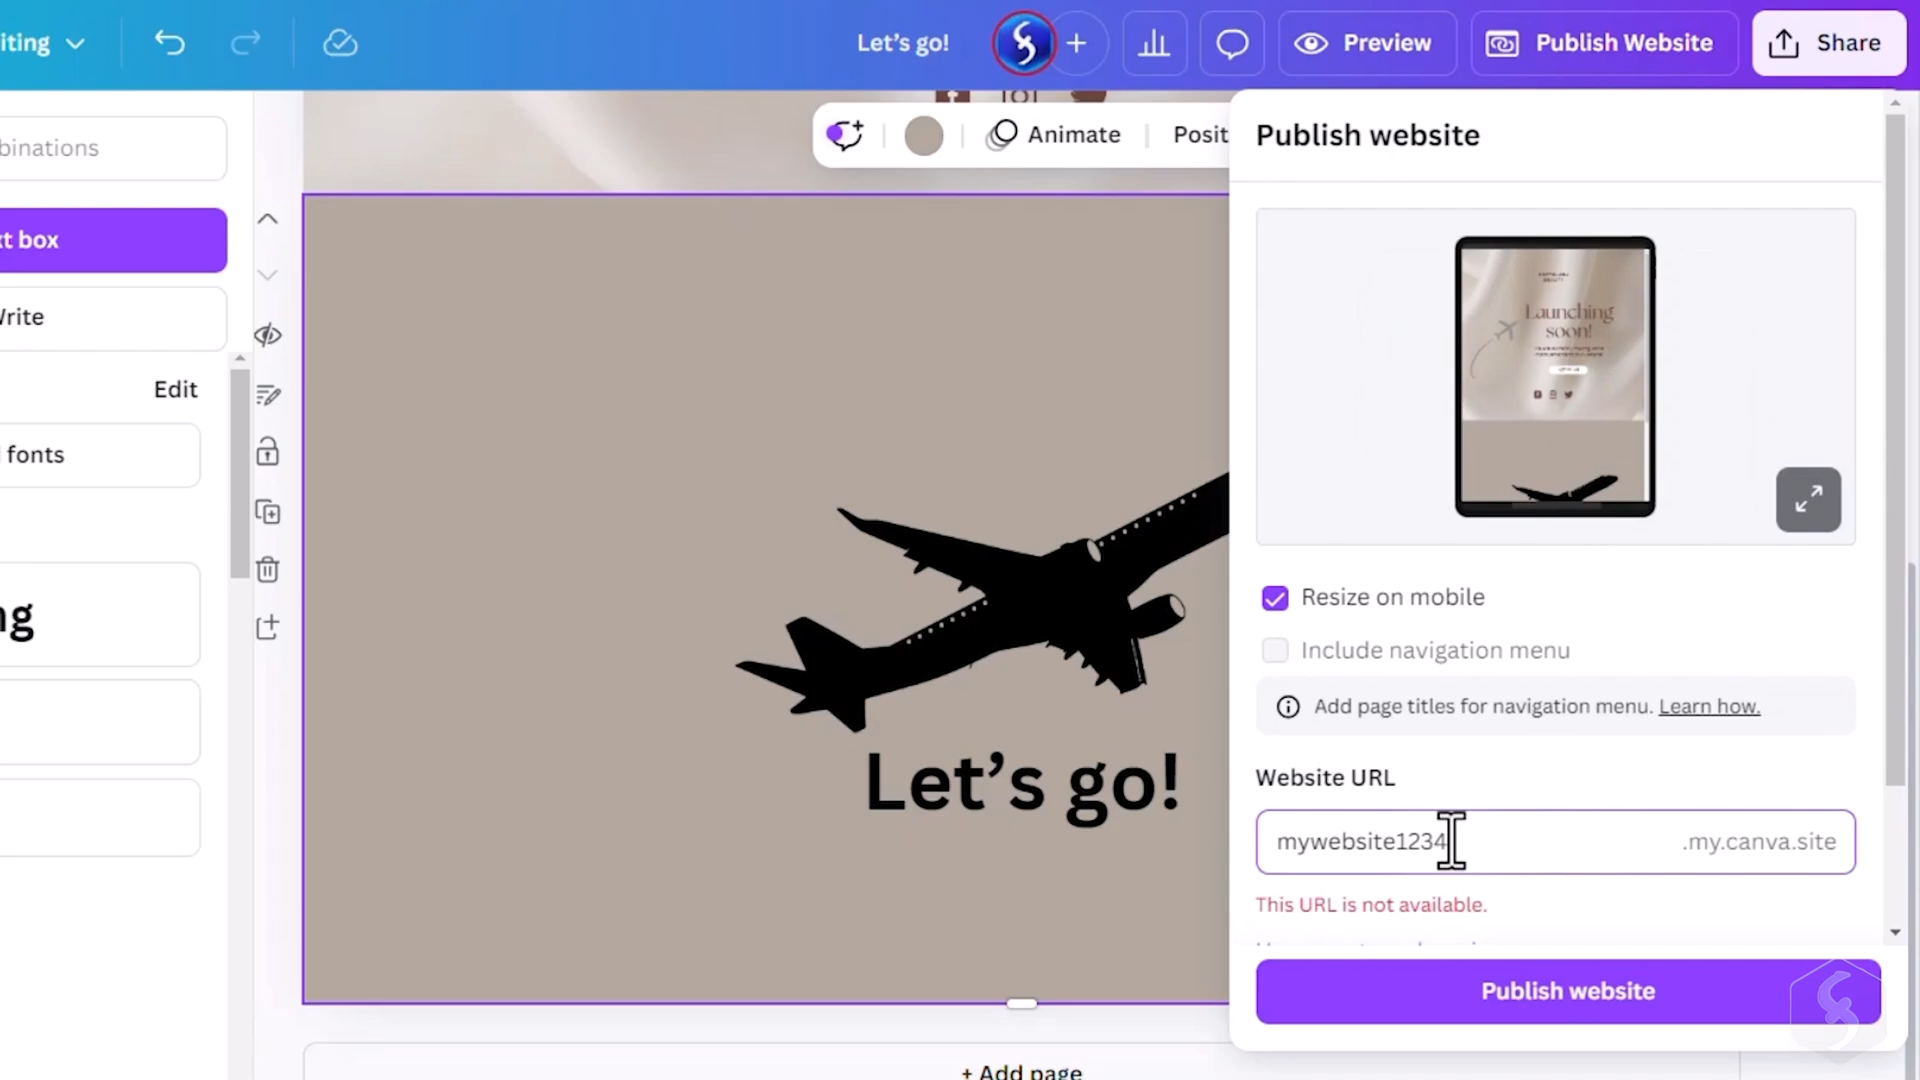 iting
Let's go!
Preview
Publish Website
Share
binations
t box
Write
Edit
fonts
ng
Animate
Posit
Let's go!
+ Add page
Publish website
Launching
soon!
Resize on mobile
Include navigation menu
Add page titles for navigation menu. Learn how.
Website URL
mywebsite1234
.my.canva.site
This URL is not available.
Publish website